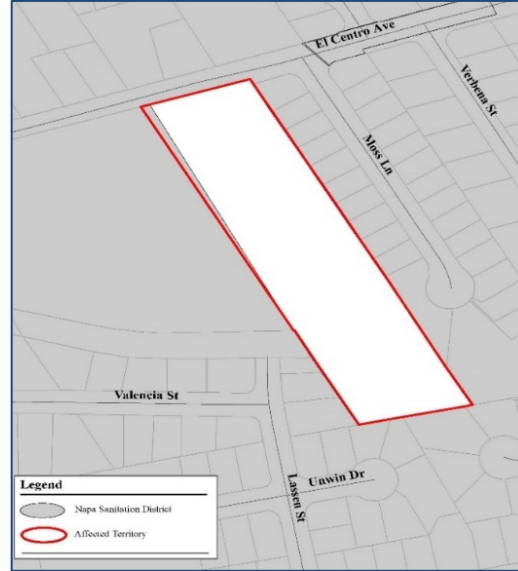 El Centro Ave
Verbena St
Moss Ln
Valencia St
Lassen St
Unwin Dr
Legend
Napa Sanitation District
Affected Territory